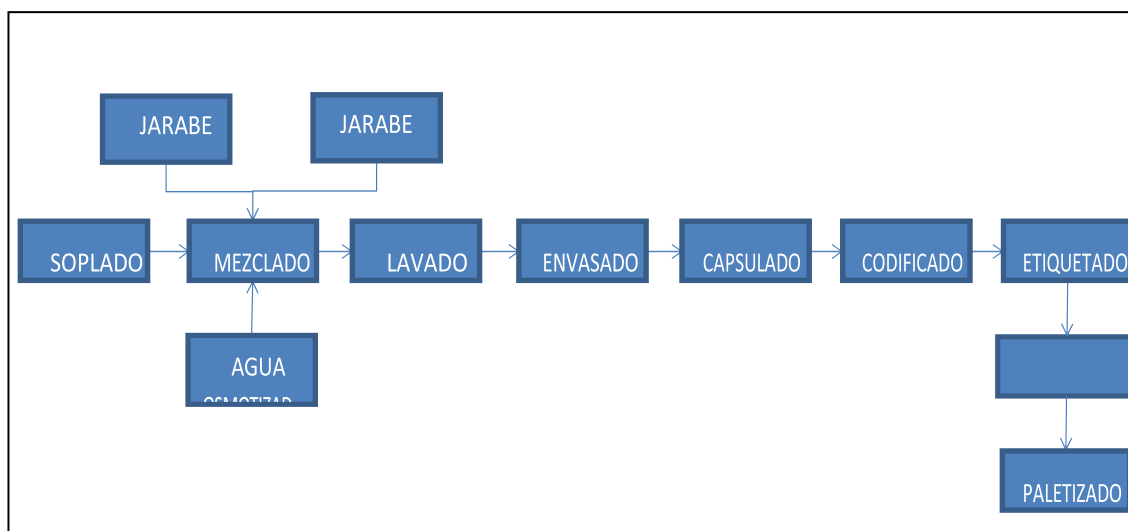 JARABE
JARABE
SOPLADO
MEZCLADO
LAVADO
ENVASADO
CAPSULADO
CODIFICADO
ETIQUETADO
AGUA
PALETIZADO